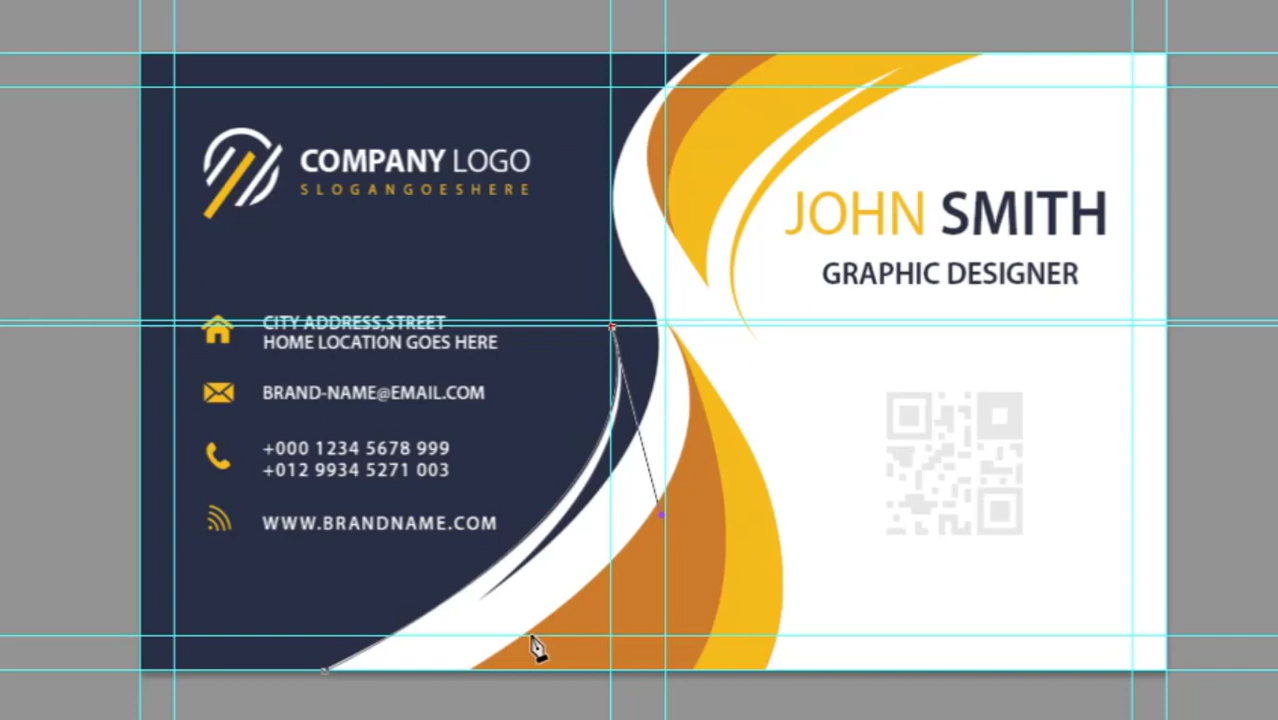 COMPANY LOGO
SLOGANGOESHERE
CITY ADDRESS,STREET
HOME LOCATION GOES HERE
BRAND-NAME@EMAIL.COM
+000 1234 5678 999
+012 9934 5271 003
WWW.BRANDNAME.COM
JOHN SMITH
GRAPHIC DESIGNER